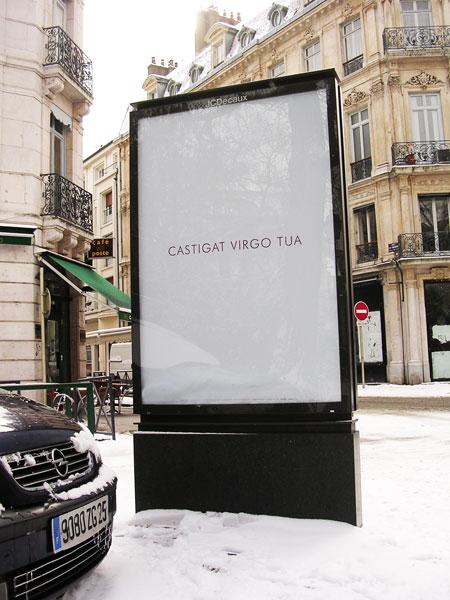 JCDecaux
CASTIGAT VIRGO TUA
café
poste
9080 ZG 25